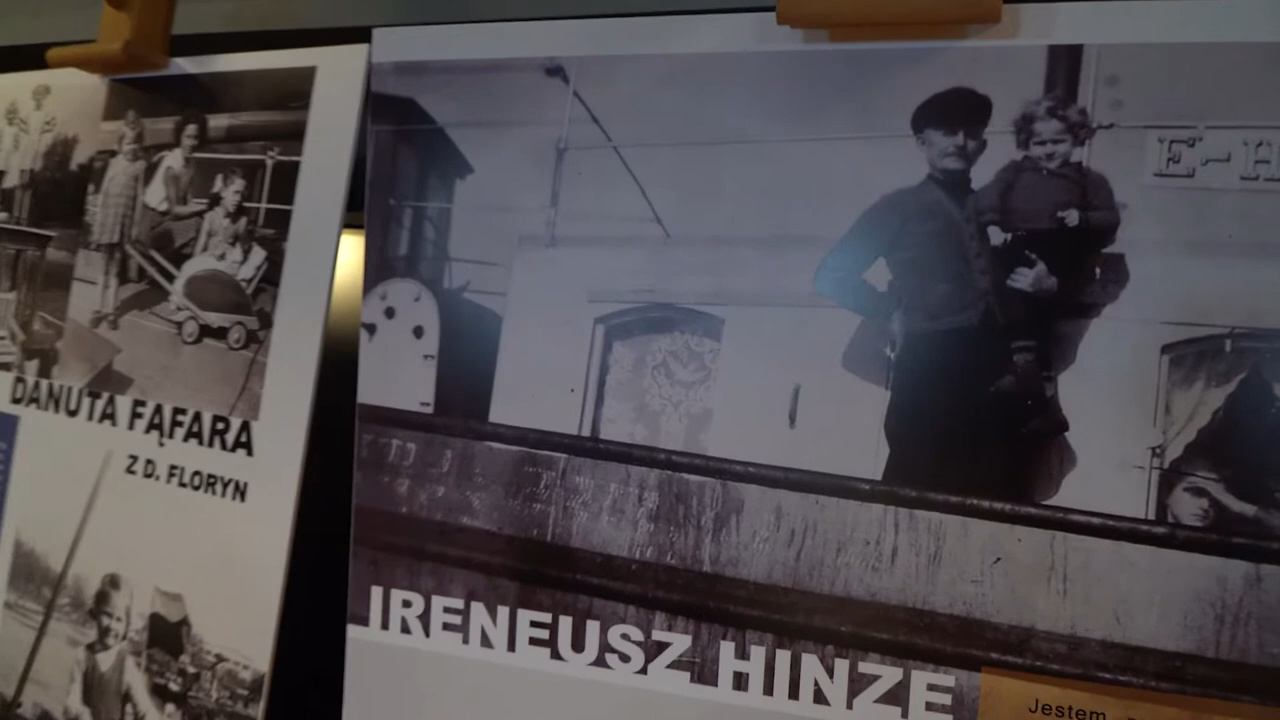 DANUTA FĄFARA
Z D. FLORYN
E-H
IRENEUSZ HINZE
Jestem